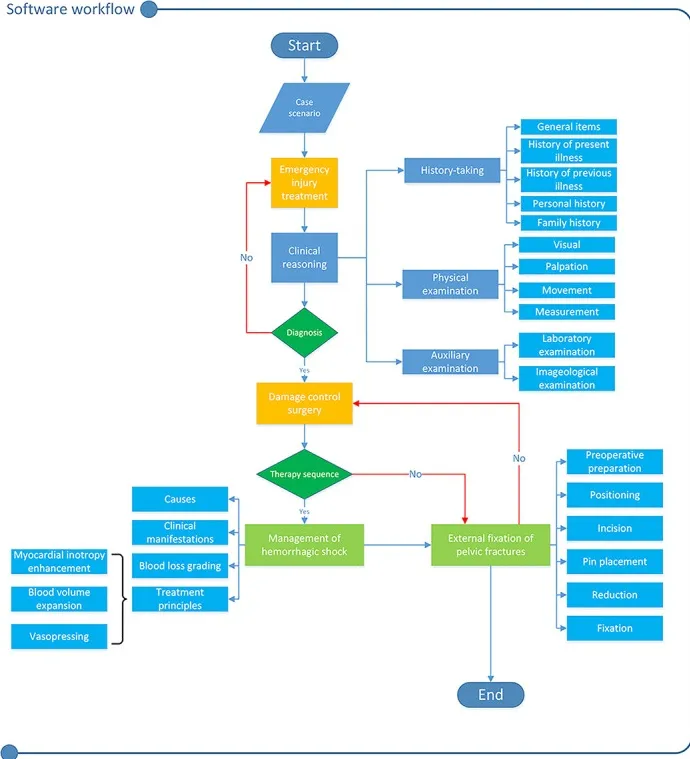 Software workflow
Start
Case
scenario
Emergency
injury
treatment
Clinical
reasoning
No
Diagnosis
Yes
History-taking
General items
History of present
illness
History of previous
illness
Personal history
Family history
Physical
examination
Visual
Palpation
Movement
Measurement
Auxiliary
examination
Laboratory
examination
Imageological
examination
Damage control
surgery
Therapy sequence
No
No
Yes
Management of
hemorrhagic shock
Causes
Clinical
manifestations
Blood loss grading
Treatment
principles
Myocardial inotropy
enhancement
Blood volume
expansion
Vasopressing
External fixation of
pelvic fractures
Preoperative
preparation
Positioning
Incision
Pin placement
Reduction
Fixation
End